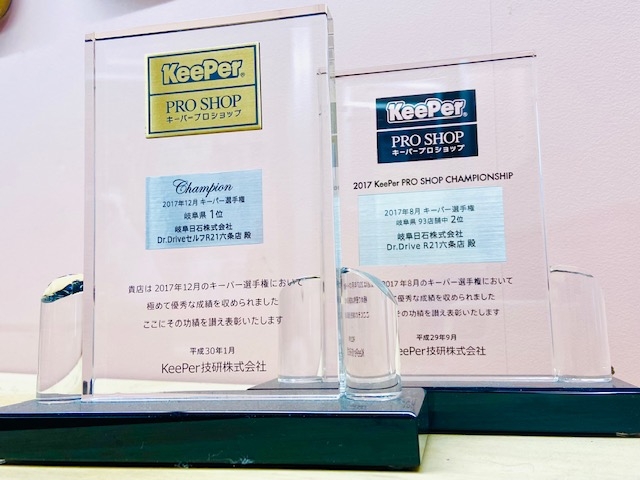 KeePer®
PRO SHOP
キーパープロショップ
Champion
2017年12月 キーパー選手権
岐阜県 1位
岐阜日石株式会社
Dr.DriveセルフR21六条店 殿
貴店は2017年12月のキーパー選手権において
極めて優秀な成績を収められました
ここにその功績を讃え表彰いたします
平成30年1月
KeePer技研株式会社
KeePer®
PRO SHOP
キーパープロショップ
2017 KeePer PRO SHOP CHAMPIONSHIP
2017年8月 キーパー選手権
岐阜県 93店舗中 2位
岐阜日石株式会社
Dr.Drive R21六条店 殿
2017年8月のキーパー選手権において
優秀な成績を収められました
その功績を讃え表彰いたします
平成29年9月
KeePer技研株式会社